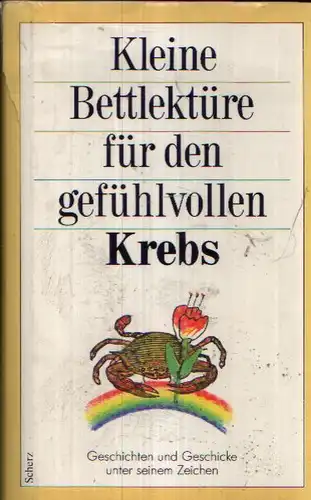 Kleine
Bettlektüre
für den
gefühlvollen
Krebs
Geschichten und Geschicke
unter seinem Zeichen
Scherz